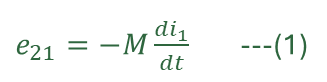 e₂₁ = −M di₁/dt ---(1)